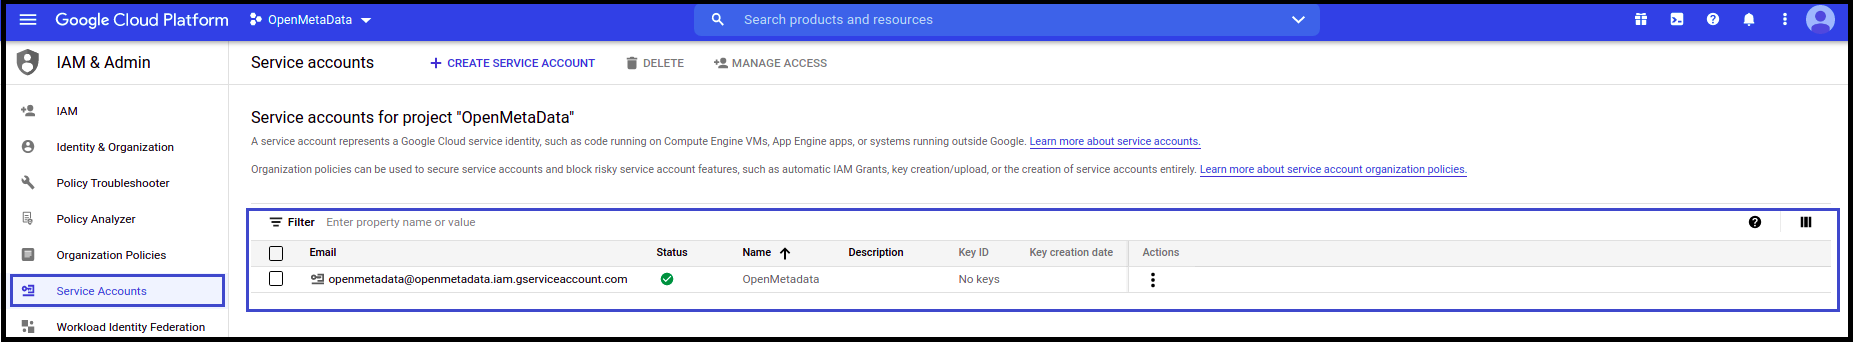 Google Cloud Platform OpenMetaData Search products and resources
IAM & Admin
Service accounts CREATE SERVICE ACCOUNT DELETE MANAGE ACCESS
IAM
Identity & Organization
Policy Troubleshooter
Policy Analyzer
Organization Policies
Service Accounts
Workload Identity Federation
Service accounts for project "OpenMetaData"
A service account represents a Google Cloud service identity, such as code running on Compute Engine VMs, App Engine apps, or systems running outside Google. Learn more about service accounts.
Organization policies can be used to secure service accounts and block risky service account features, such as automatic IAM Grants, key creation/upload, or the creation of service accounts entirely. Learn more about service account organization policies.
Filter Enter property name or value
Email Status Name Description Key ID Key creation date Actions
openmetadata@openmetadata.iam.gserviceaccount.com OpenMetadata No keys